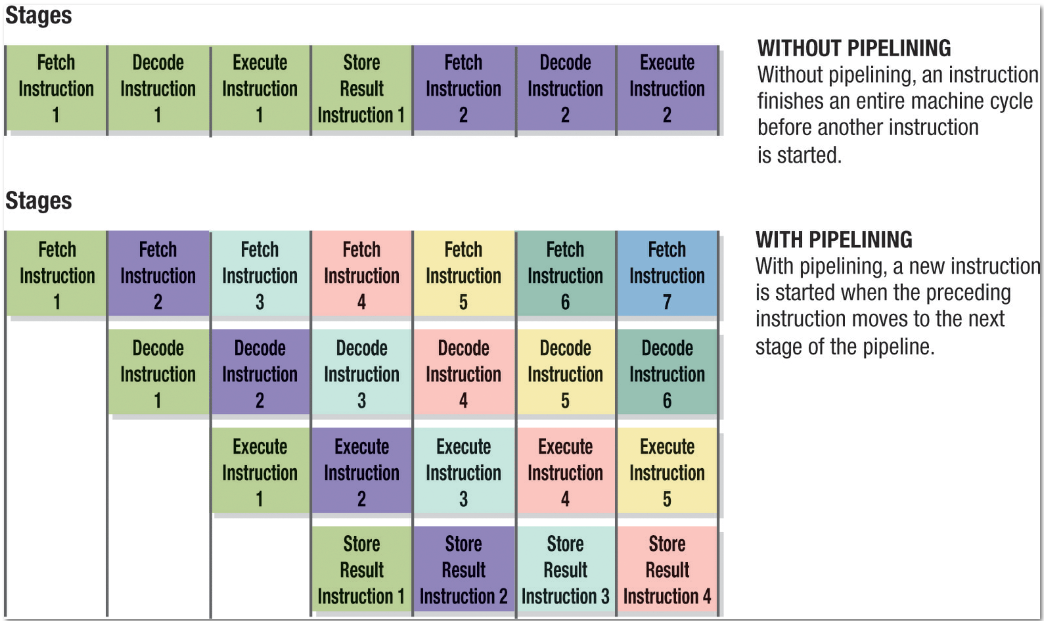 Stages
Fetch
Instruction
1
Decode
Instruction
1
Execute
Instruction
1
Store
Result
Instruction 1
Fetch
Instruction
2
Decode
Instruction
2
Execute
Instruction
2
WITHOUT PIPELINING
Without pipelining, an instruction
finishes an entire machine cycle
before another instruction
is started.
Stages
Fetch
Instruction
1
Fetch
Instruction
2
Fetch
Instruction
3
Fetch
Instruction
4
Fetch
Instruction
5
Fetch
Instruction
6
Fetch
Instruction
7
WITH PIPELINING
With pipelining, a new instruction
is started when the preceding
instruction moves to the next
stage of the pipeline.
Decode
Instruction
1
Decode
Instruction
2
Decode
Instruction
3
Decode
Instruction
4
Decode
Instruction
5
Decode
Instruction
6
Execute
Instruction
1
Execute
Instruction
2
Execute
Instruction
3
Execute
Instruction
4
Execute
Instruction
5
Store
Result
Instruction 1
Store
Result
Instruction 2
Store
Result
Instruction 3
Store
Result
Instruction 4